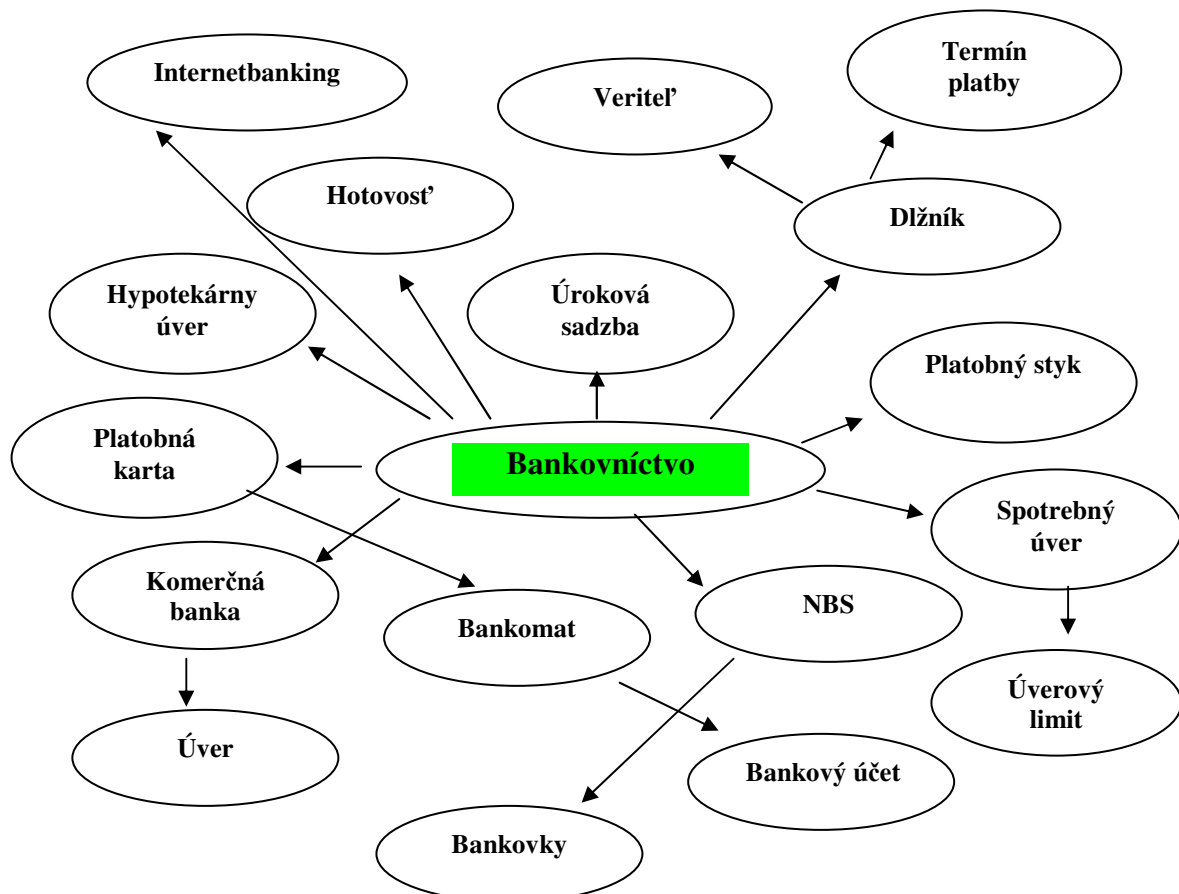 Internetbanking
Termín
platby
Veriteľ
Hotovosť
Dlžník
Hypotekárny
úver
Úroková
sadzba
Platobný styk
Platobná
karta
Bankovníctvo
Spotrebný
úver
Komerčná
banka
Bankomat
NBS
Úverový
limit
Úver
Bankový účet
Bankovky